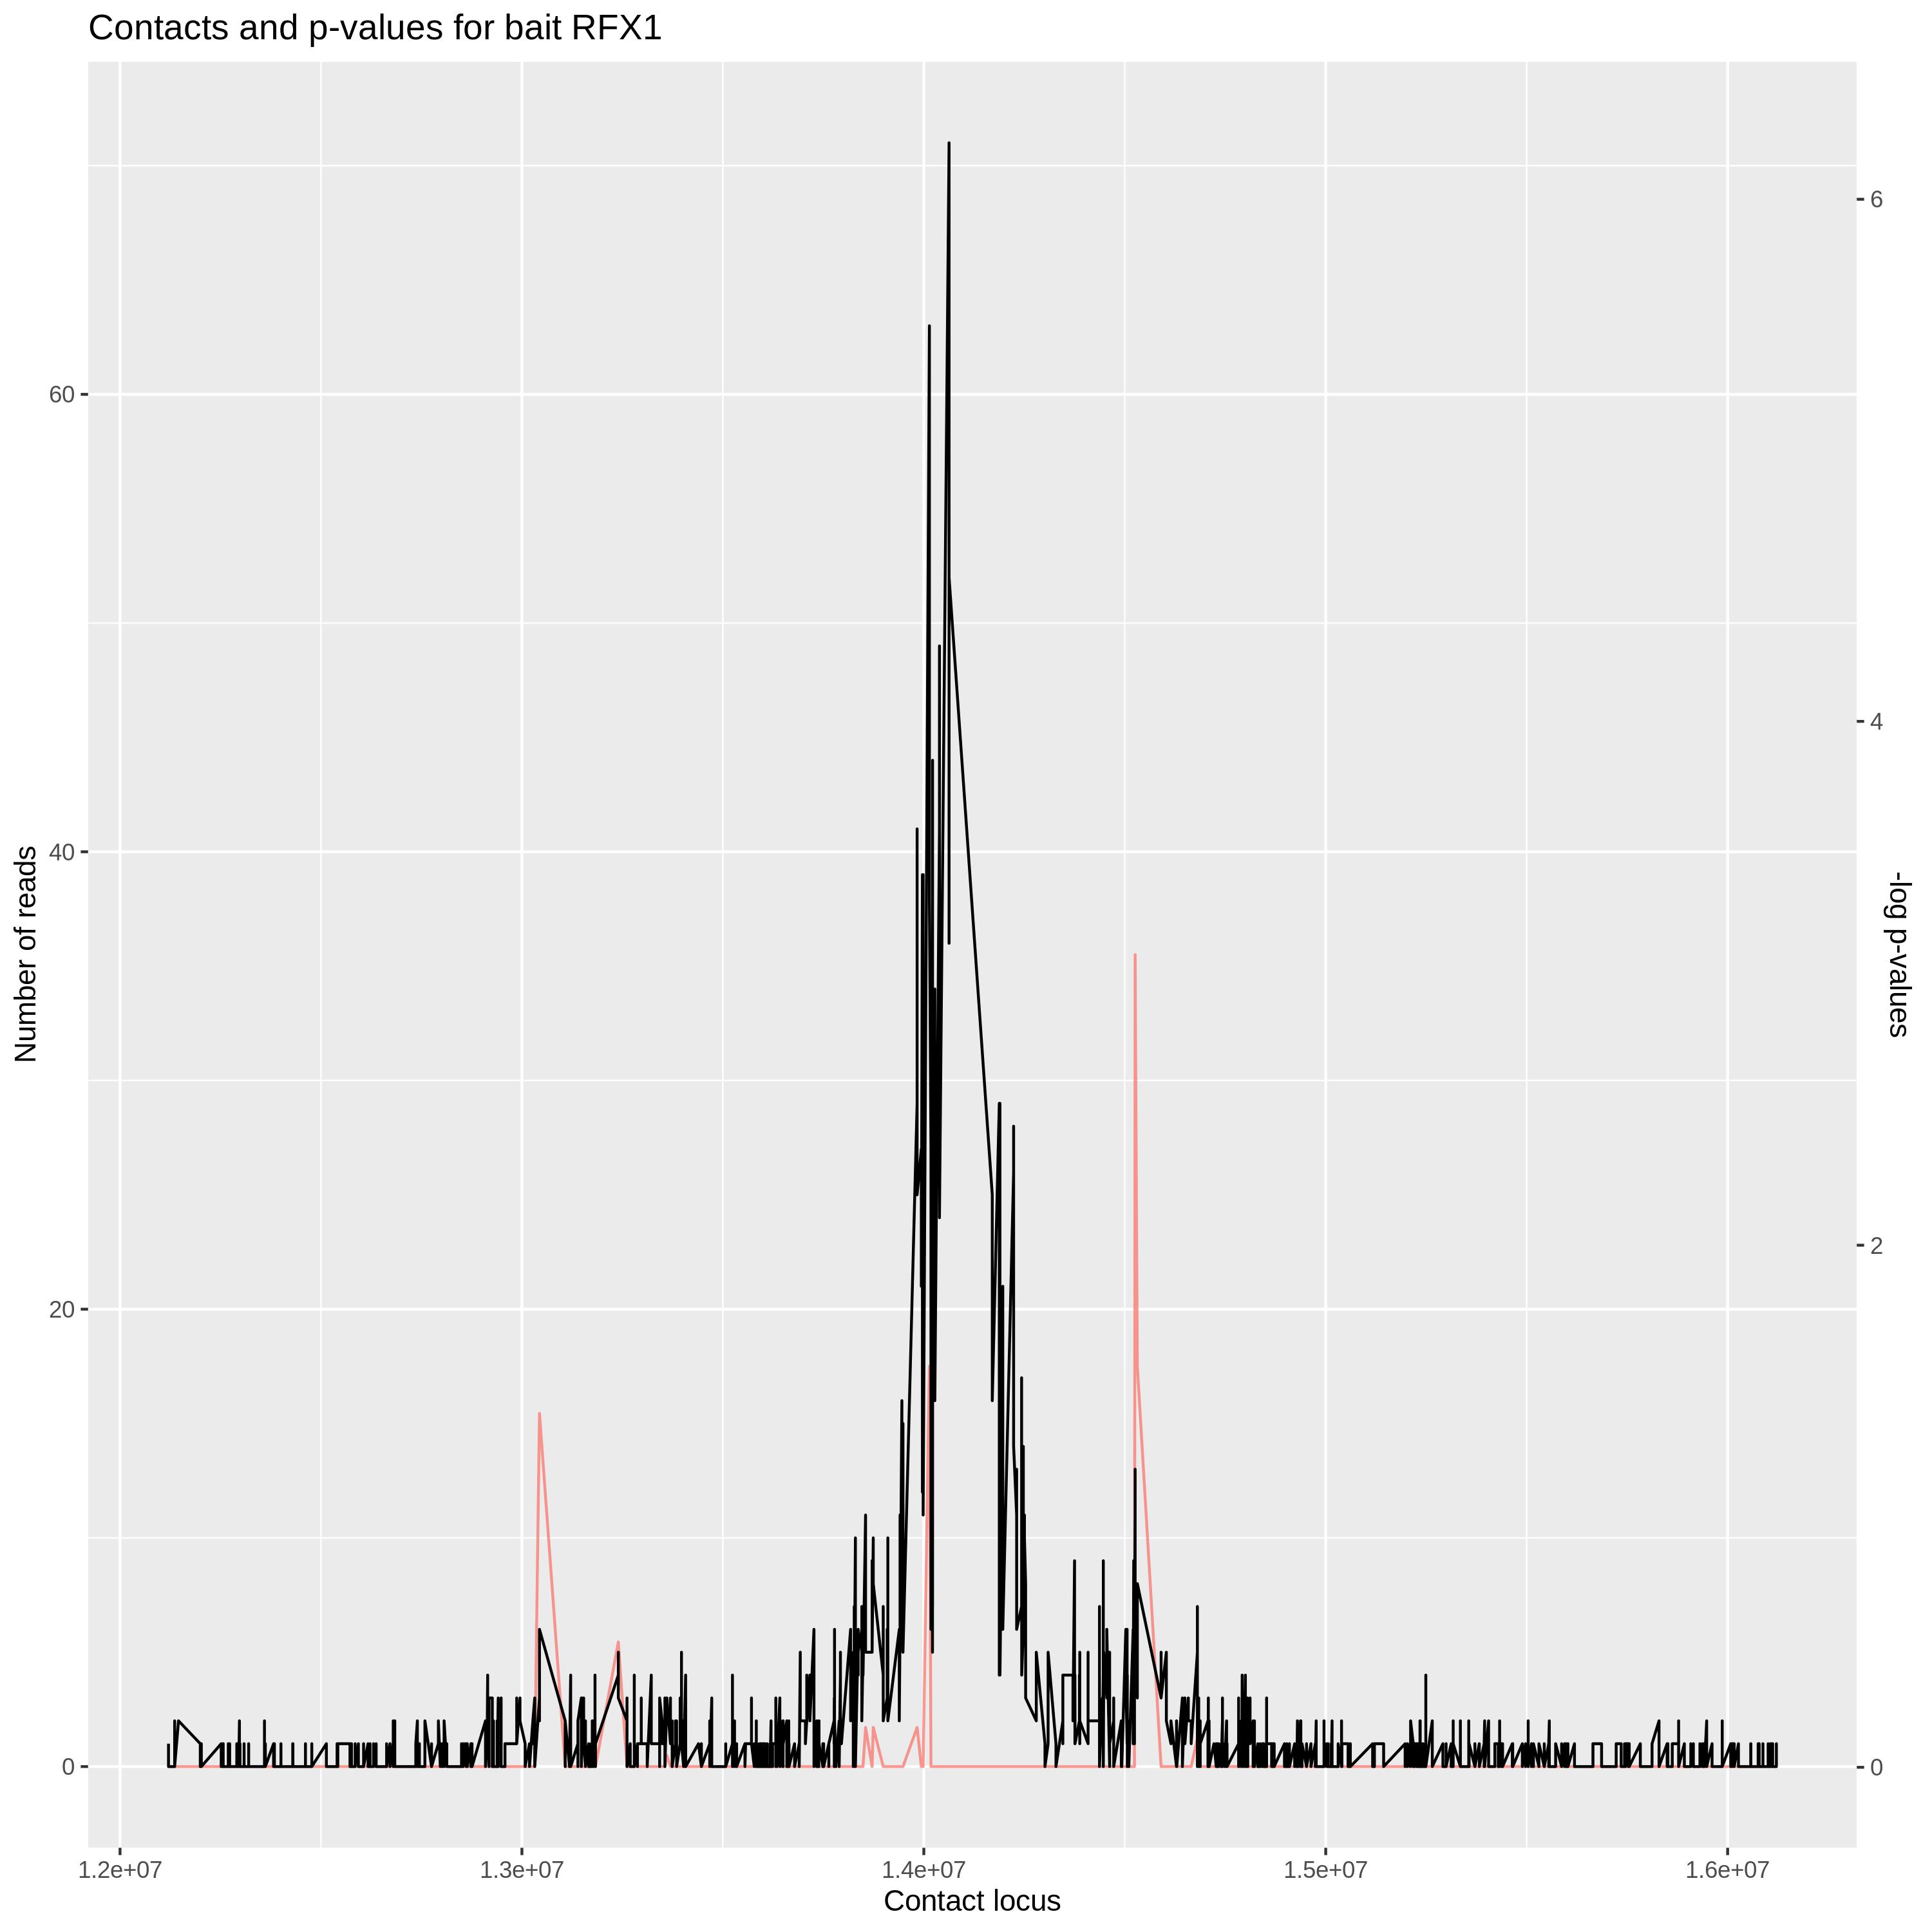 Contacts and p-values for bait RFX1
Number of reads
60
40
20
0
6
4
2
0
-log p-values
1.2e+07
1.3e+07
1.4e+07
1.5e+07
1.6e+07
Contact locus